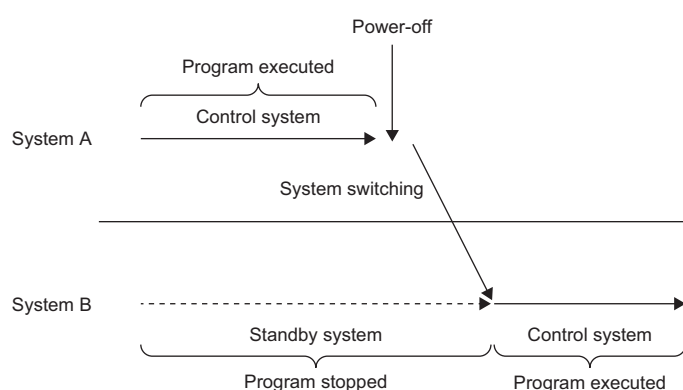 Power-off
Program executed
Control system
System A
System switching
System B
Standby system
Control system
Program stopped
Program executed